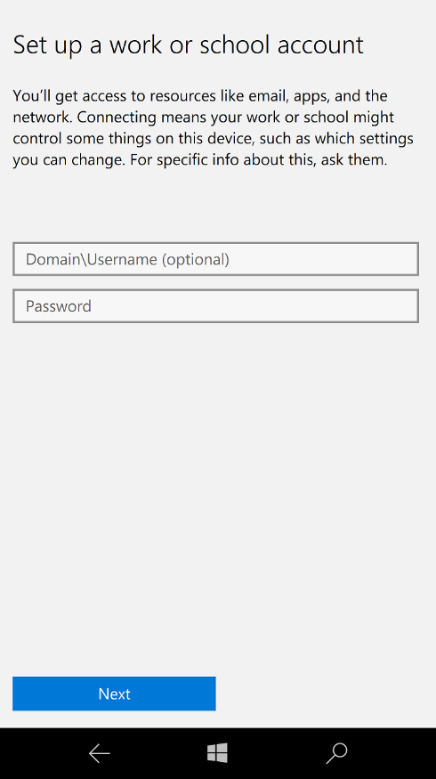 Set up a work or school account
You'll get access to resources like email, apps, and the
network. Connecting means your work or school might
control some things on this device, such as which settings
you can change. For specific info about this, ask them.
Domain\Username (optional)
Password
Next